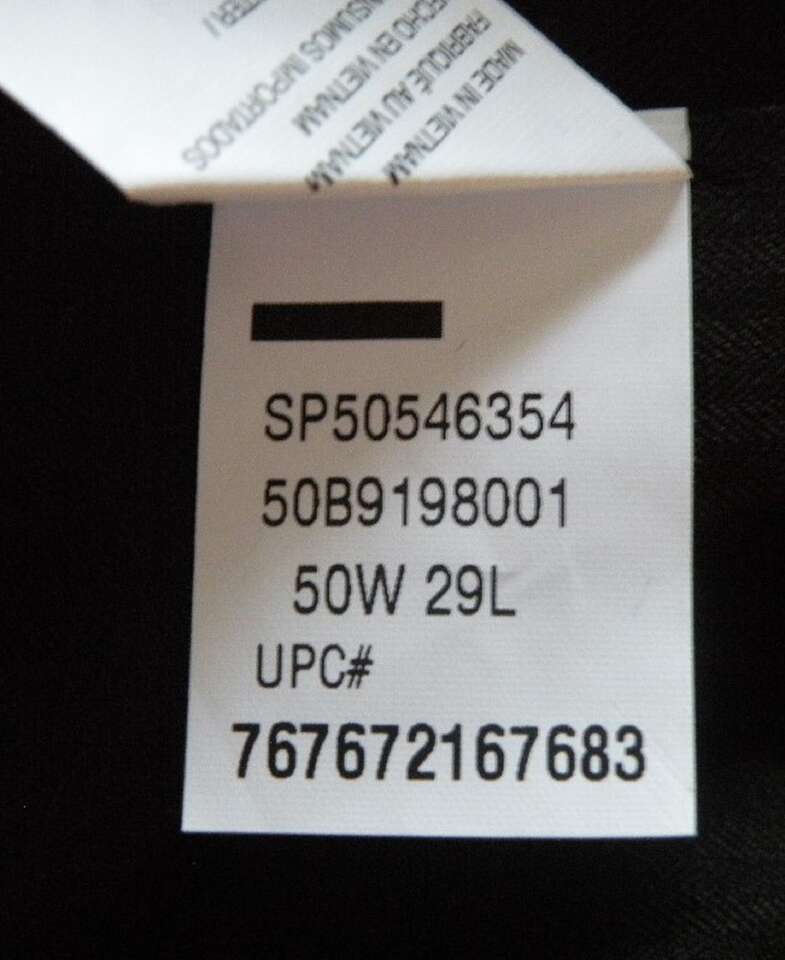 MADE IN VIETNAM
FABRIQUÉ AU VIETNAM
HECHO EN VIETNAM
INSUMOS IMPORTADOS
SP50546354
50B9198001
50W 29L
UPC#
767672167683